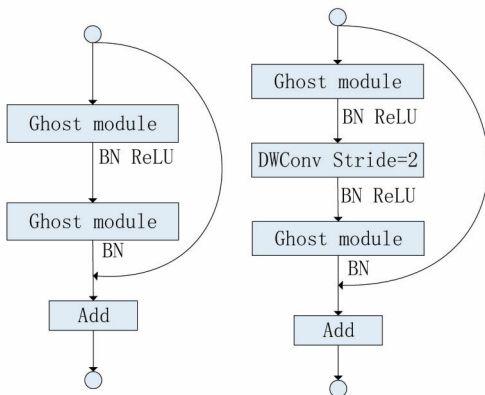 Ghost module
BN ReLU
Ghost module
BN
Add
Ghost module
BN ReLU
DWConv Stride=2
BN ReLU
Ghost module
BN
Add